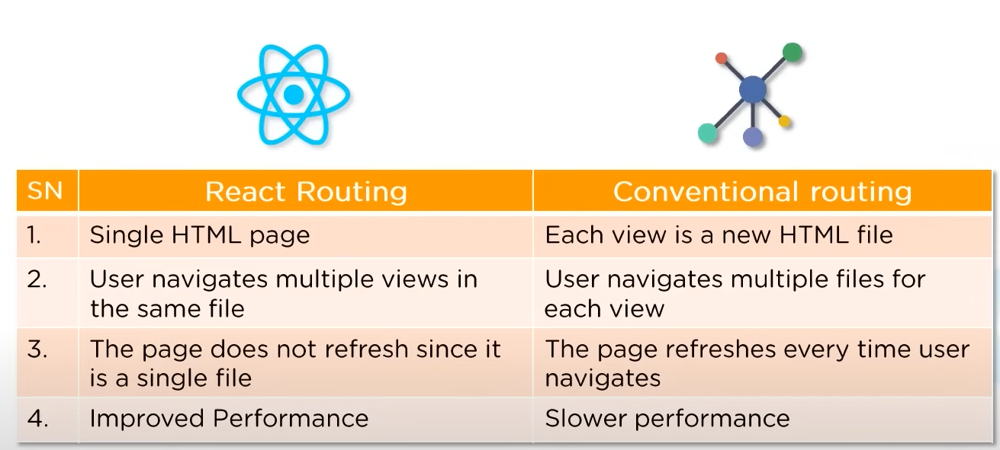 SN React Routing Conventional routing
1. Single HTML page Each view is a new HTML file
2. User navigates multiple views in User navigates multiple files for
the same file each view
3. The page does not refresh since it The page refreshes every time user
is a single file navigates
4. Improved Performance Slower performance